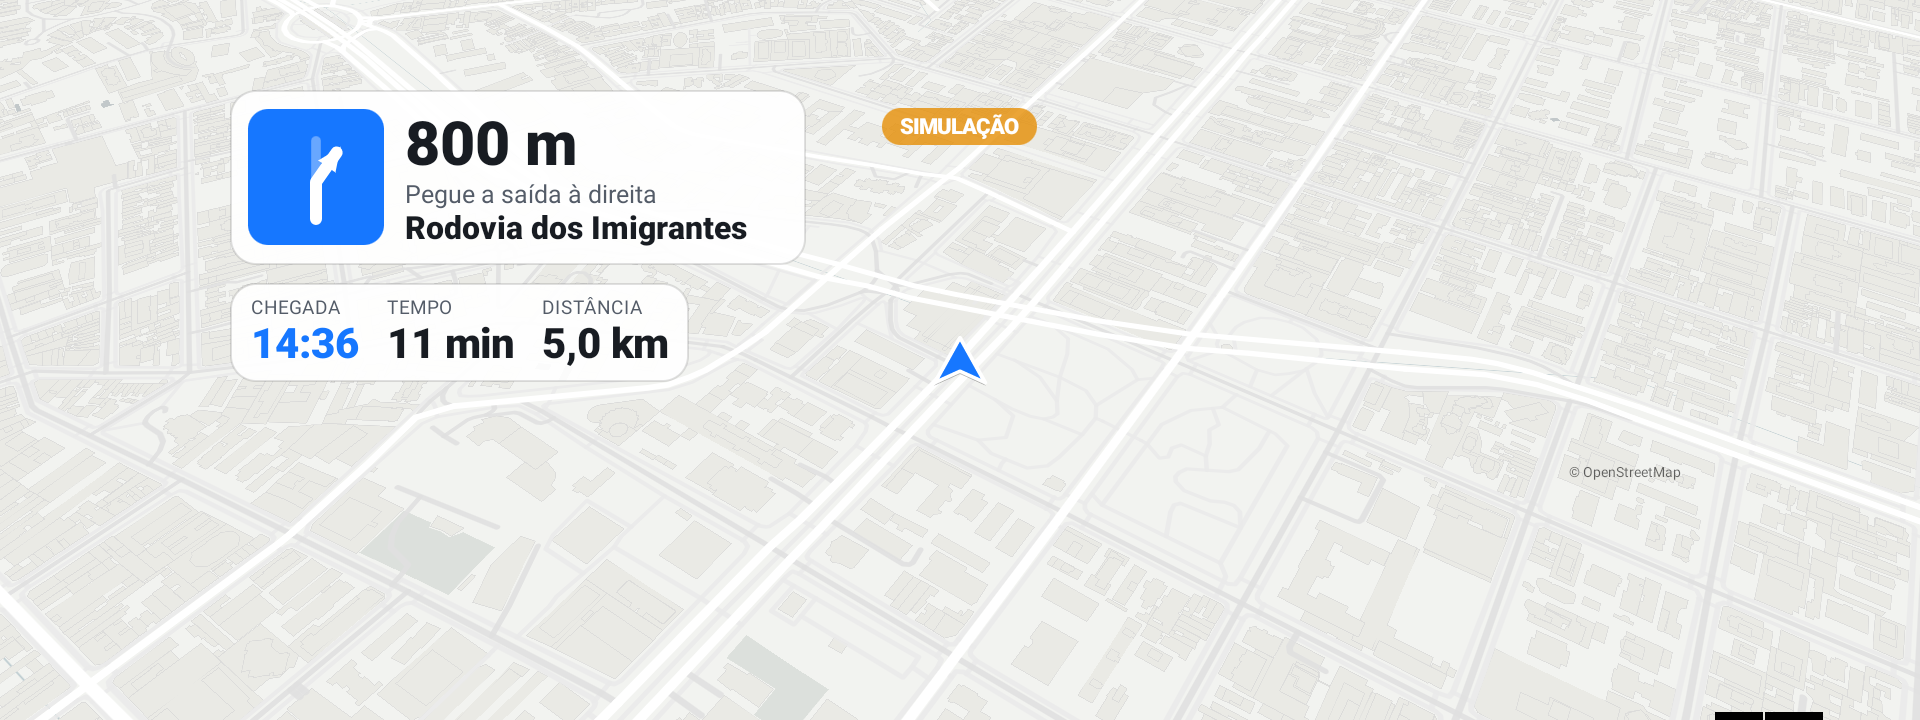 800 m
Pegue a saída à direita
Rodovia dos Imigrantes
SIMULAÇÃO
CHEGADA TEMPO DISTÂNCIA
14:36 11 min 5,0 km
© OpenStreetMap